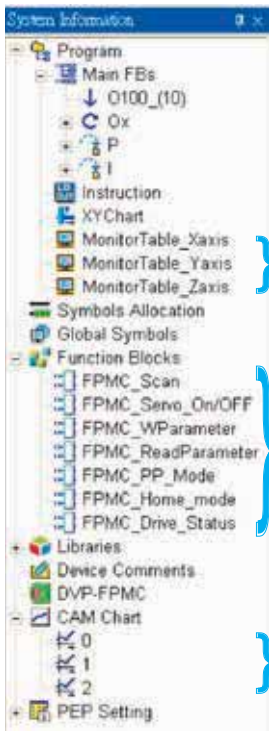 System Information
Program
Main FBs
O100_(10)
Ox
P
I
Instruction
XYChart
MonitorTable_Xaxis
MonitorTable_Yaxis
MonitorTable_Zaxis
Symbols Allocation
Global Symbols
Function Blocks
FPMC_Scan
FPMC_Servo_On/OFF
FPMC_WParameter
FPMC_ReadParameter
FPMC_PP_Mode
FPMC_Home_mode
FPMC_Drive_Status
Libraries
Device Comments
DVP-FPMC
CAM Chart
0
1
2
PEP Setting